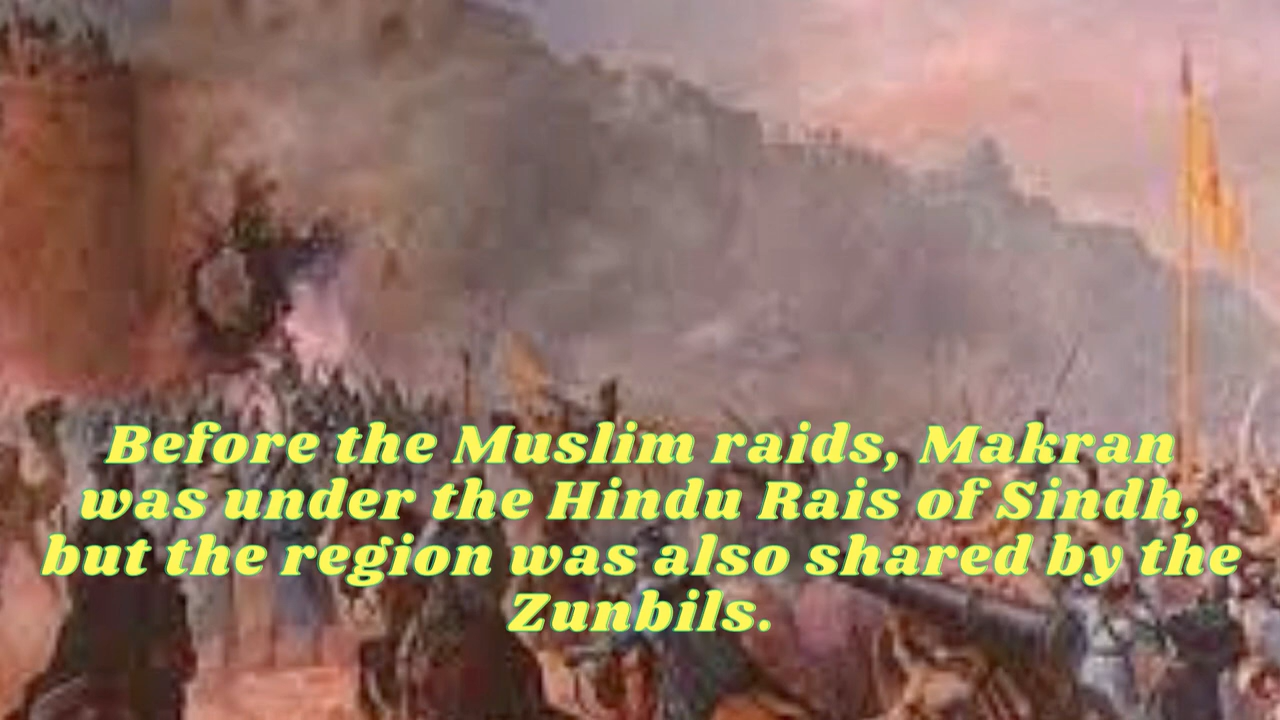 Before the Muslim raids, Makran
was under the Hindu Rais of Sindh,
but the region was also shared by the
Zunbils.